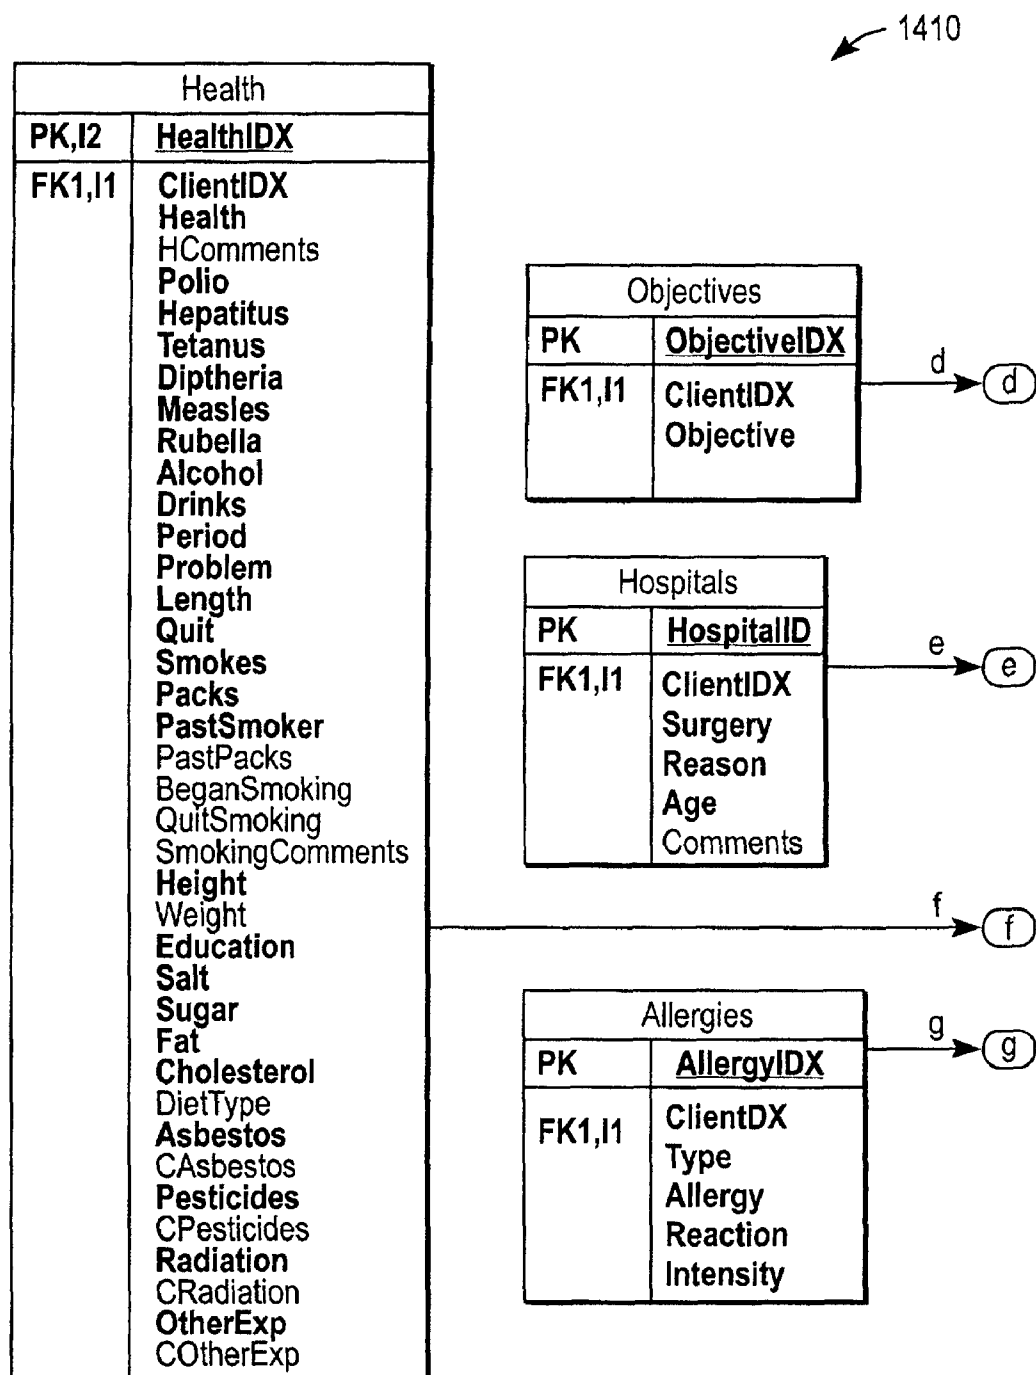 1410
Health
PK,I2 HealthIDX
FK1,I1 ClientIDX
Health
HComments
Polio
Hepatitus
Tetanus
Diptheria
Measles
Rubella
Alcohol
Drinks
Period
Problem
Length
Quit
Smokes
Packs
PastSmoker
PastPacks
BeganSmoking
QuitSmoking
SmokingComments
Height
Weight
Education
Salt
Sugar
Fat
Cholesterol
DietType
Asbestos
CAsbestos
Pesticides
CPesticides
Radiation
CRadiation
OtherExp
COtherExp
Objectives
PK ObjectiveIDX
FK1,I1 ClientIDX
Objective
d d
Hospitals
PK HospitalID
FK1,I1 ClientIDX
Surgery
Reason
Age
Comments
e e
f f
Allergies
PK AllergyIDX
FK1,I1 ClientDX
Type
Allergy
Reaction
Intensity
g g